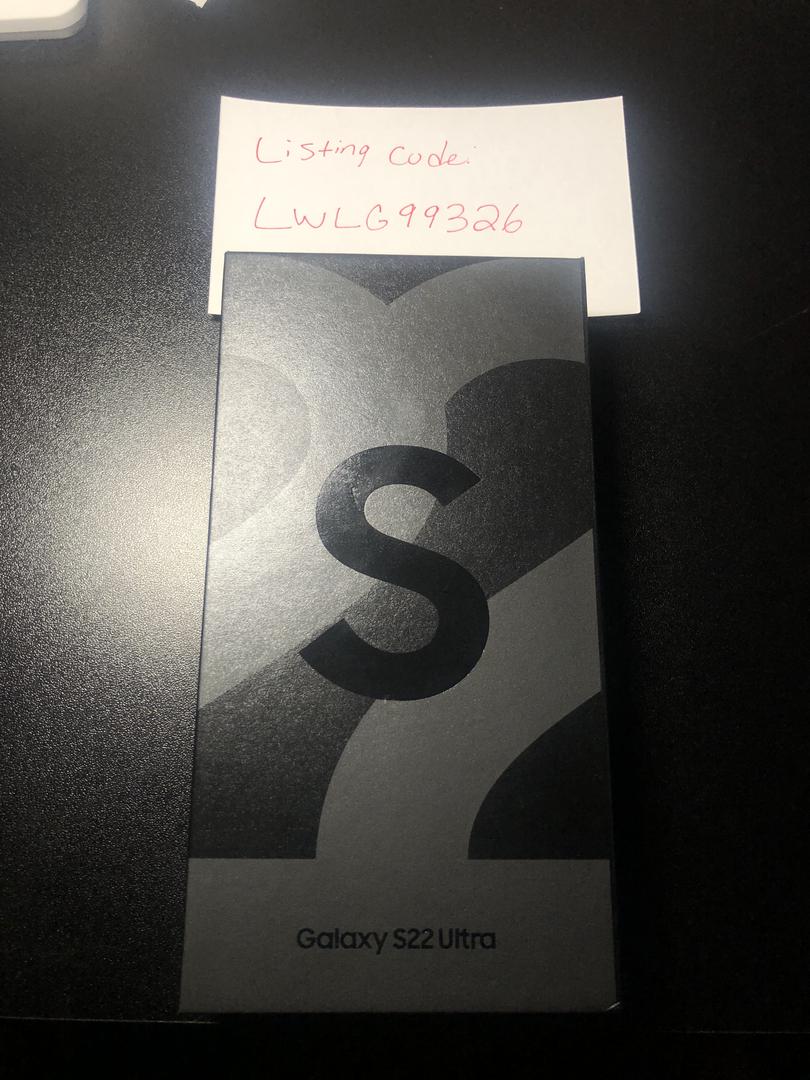 Listing code:
LWLG99326
S
Galaxy S22 Ultra